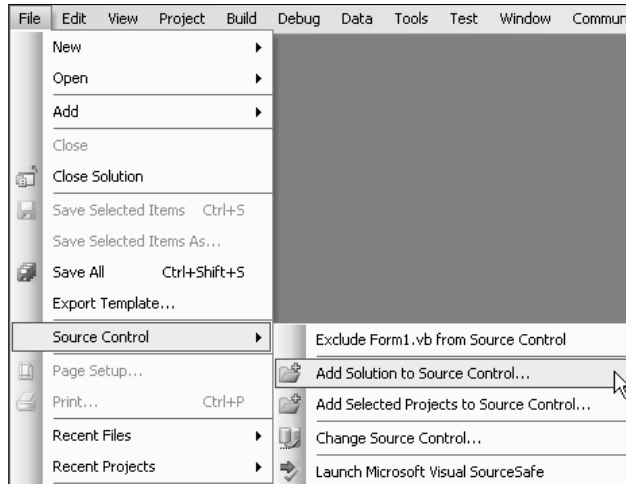 File Edit View Project Build Debug Data Tools Test Window Commun
New
Open
Add
Close
Close Solution
Save Selected Items Ctrl+S
Save Selected Items As...
Save All Ctrl+Shift+S
Export Template...
Source Control
Exclude Form1.vb from Source Control
Page Setup...
Add Solution to Source Control...
Print... Ctrl+P
Add Selected Projects to Source Control...
Recent Files
Change Source Control...
Recent Projects
Launch Microsoft Visual SourceSafe